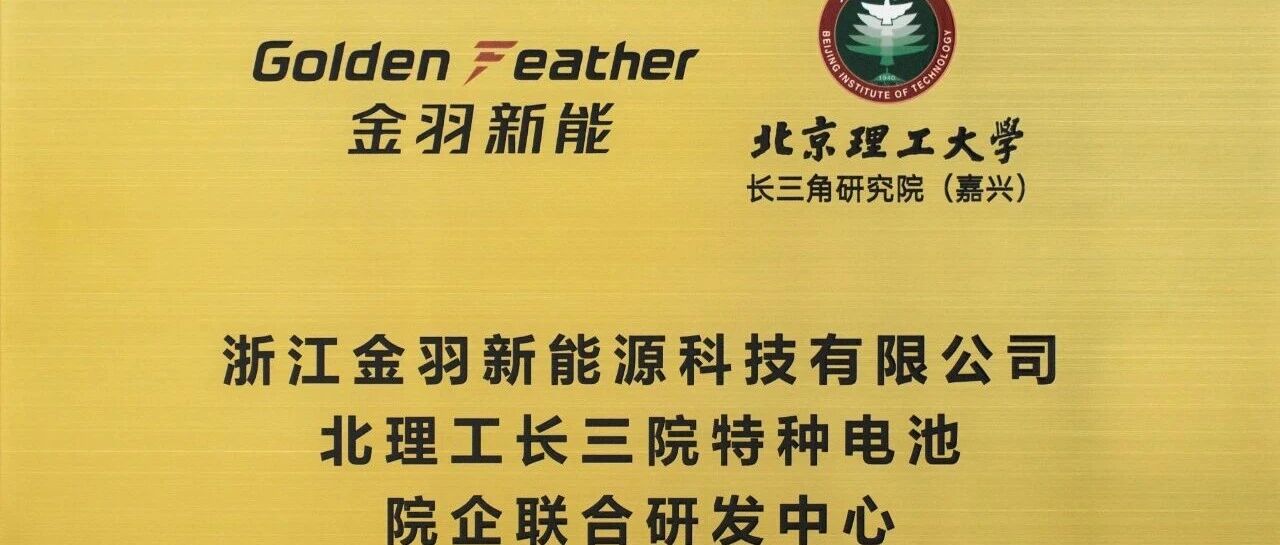 Golden Feather
金羽新能
BEIJING INSTITUTE OF TECHNOLOGY
1940
北京理工大學
长三角研究院（嘉兴）
浙江金羽新能源科技有限公司
北理工长三院特种电池
院企联合研发中心